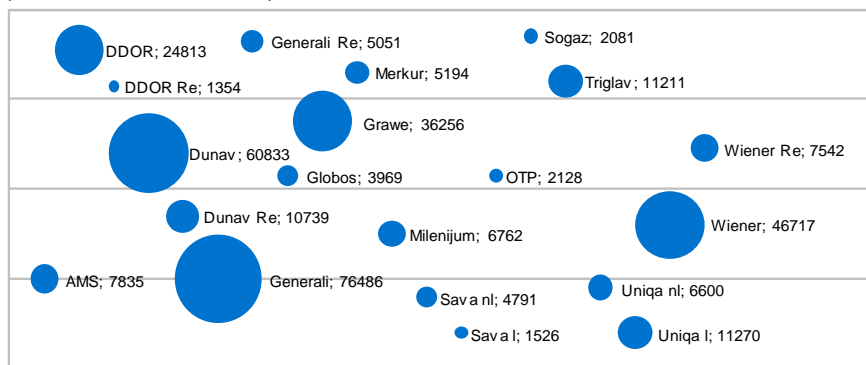 DDOR; 24813
Generali Re; 5051
Sogaz; 2081
DDOR Re; 1354
Merkur; 5194
Triglav; 11211
Grawe; 36256
Dunav; 60833
Wiener Re; 7542
Globos; 3969
OTP; 2128
Dunav Re; 10739
Milenijum; 6762
Wiener; 46717
AMS; 7835
Generali; 76486
Sava nl; 4791
Uniqa nl; 6600
Sava l; 1526
Uniqa l; 11270